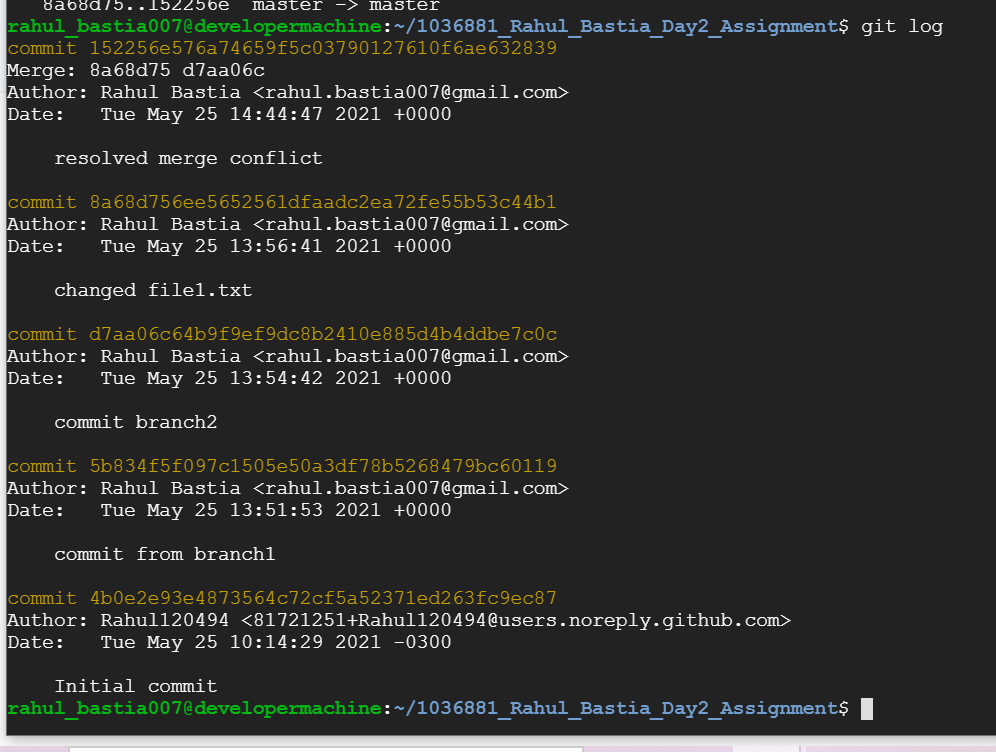 8a68d75..152256e  master -> master
rahul_bastia007@developermachine:~/1036881_Rahul_Bastia_Day2_Assignment$ git log
commit 152256e576a74659f5c03790127610f6ae632839
Merge: 8a68d75 d7aa06c
Author: Rahul Bastia <rahul.bastia007@gmail.com>
Date:   Tue May 25 14:44:47 2021 +0000
resolved merge conflict
commit 8a68d756ee5652561dfaadc2ea72fe55b53c44b1
Author: Rahul Bastia <rahul.bastia007@gmail.com>
Date:   Tue May 25 13:56:41 2021 +0000
changed file1.txt
commit d7aa06c64b9f9ef9dc8b2410e885d4b4ddbe7c0c
Author: Rahul Bastia <rahul.bastia007@gmail.com>
Date:   Tue May 25 13:54:42 2021 +0000
commit branch2
commit 5b834f5f097c1505e50a3df78b5268479bc60119
Author: Rahul Bastia <rahul.bastia007@gmail.com>
Date:   Tue May 25 13:51:53 2021 +0000
commit from branch1
commit 4b0e2e93e4873564c72cf5a52371ed263fc9ec87
Author: Rahul120494 <81721251+Rahul120494@users.noreply.github.com>
Date:   Tue May 25 10:14:29 2021 -0300
Initial commit
rahul_bastia007@developermachine:~/1036881_Rahul_Bastia_Day2_Assignment$